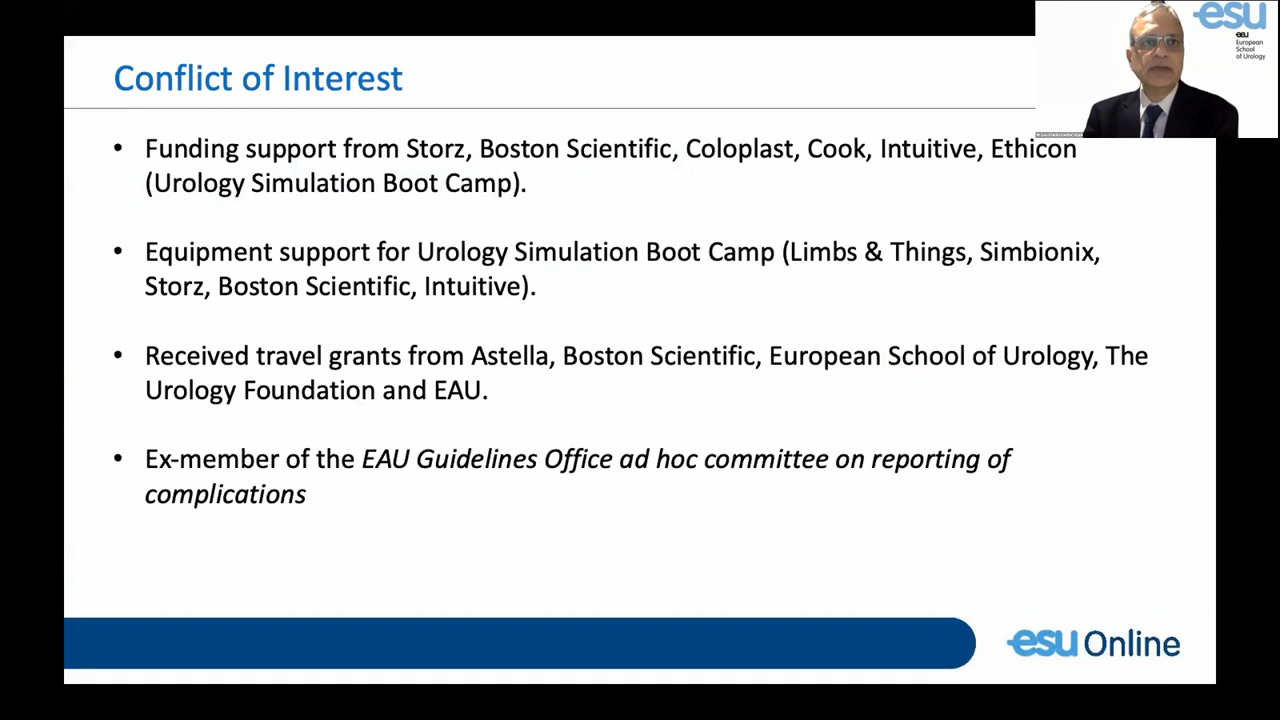 Conflict of Interest
• Funding support from Storz, Boston Scientific, Coloplast, Cook, Intuitive, Ethicon
(Urology Simulation Boot Camp).
• Equipment support for Urology Simulation Boot Camp (Limbs & Things, Simbionix,
Storz, Boston Scientific, Intuitive).
• Received travel grants from Astella, Boston Scientific, European School of Urology, The
Urology Foundation and EAU.
• Ex-member of the EAU Guidelines Office ad hoc committee on reporting of
complications
esu Online
esu
eau
European
School
of Urology